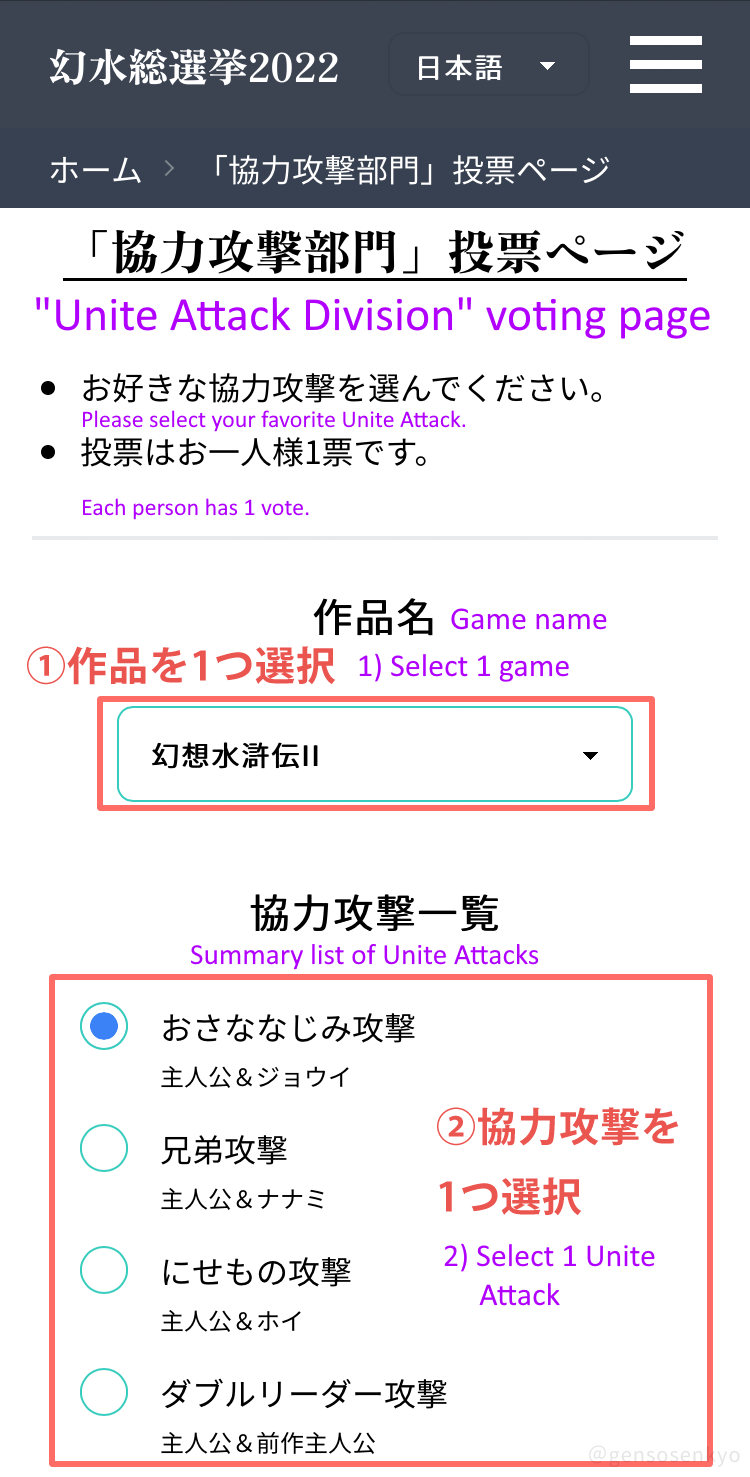 幻水総選挙2022
日本語
ホーム > 「協力攻撃部門」投票ページ
「協力攻撃部門」投票ページ
"Unite Attack Division" voting page
お好きな協力攻撃を選んでください。
Please select your favorite Unite Attack.
投票はお一人様1票です。
Each person has 1 vote.
作品名 Game name
①作品を1つ選択 1) Select 1 game
幻想水滸伝II
協力攻撃一覧
Summary list of Unite Attacks
おさななじみ攻撃
主人公＆ジョウイ
兄弟攻撃
主人公＆ナナミ
にせもの攻撃
主人公＆ホイ
ダブルリーダー攻撃
主人公＆前作主人公
②協力攻撃を
1つ選択
2) Select 1 Unite
Attack
@gensosenkyo